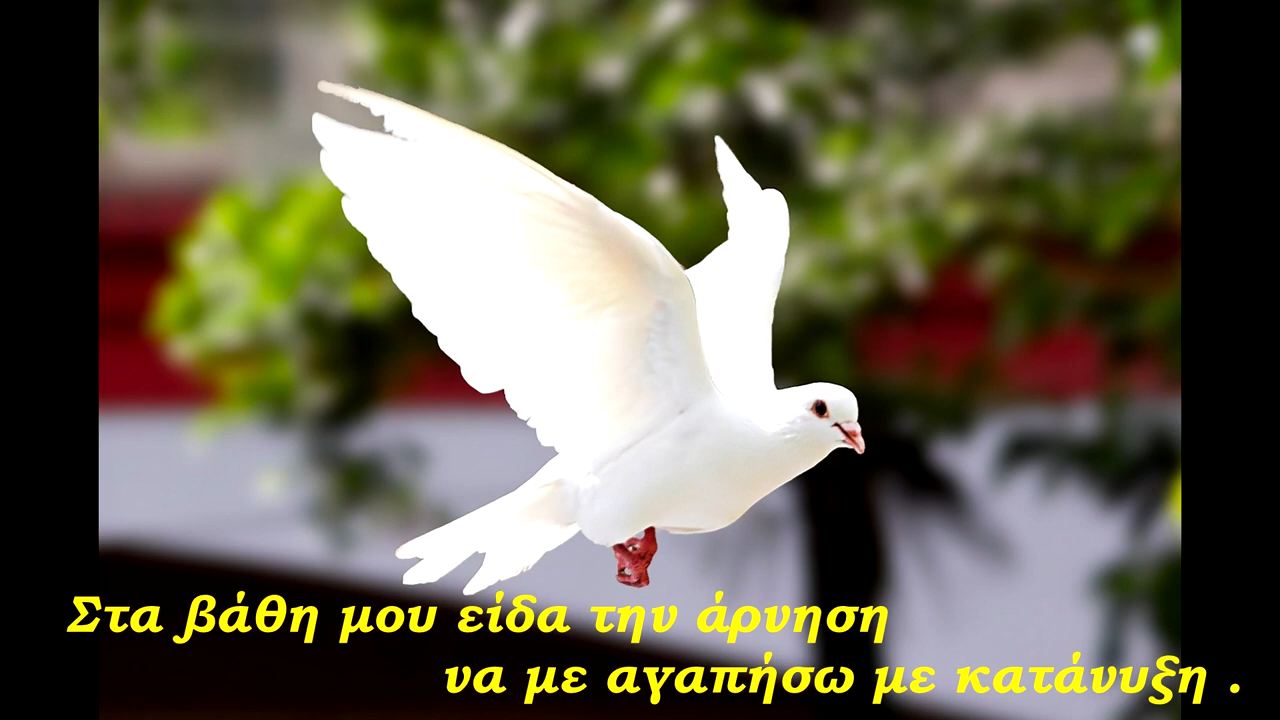 Στα βάθη μου είδα την άρνηση
να με αγαπήσω με κατάνυξη .